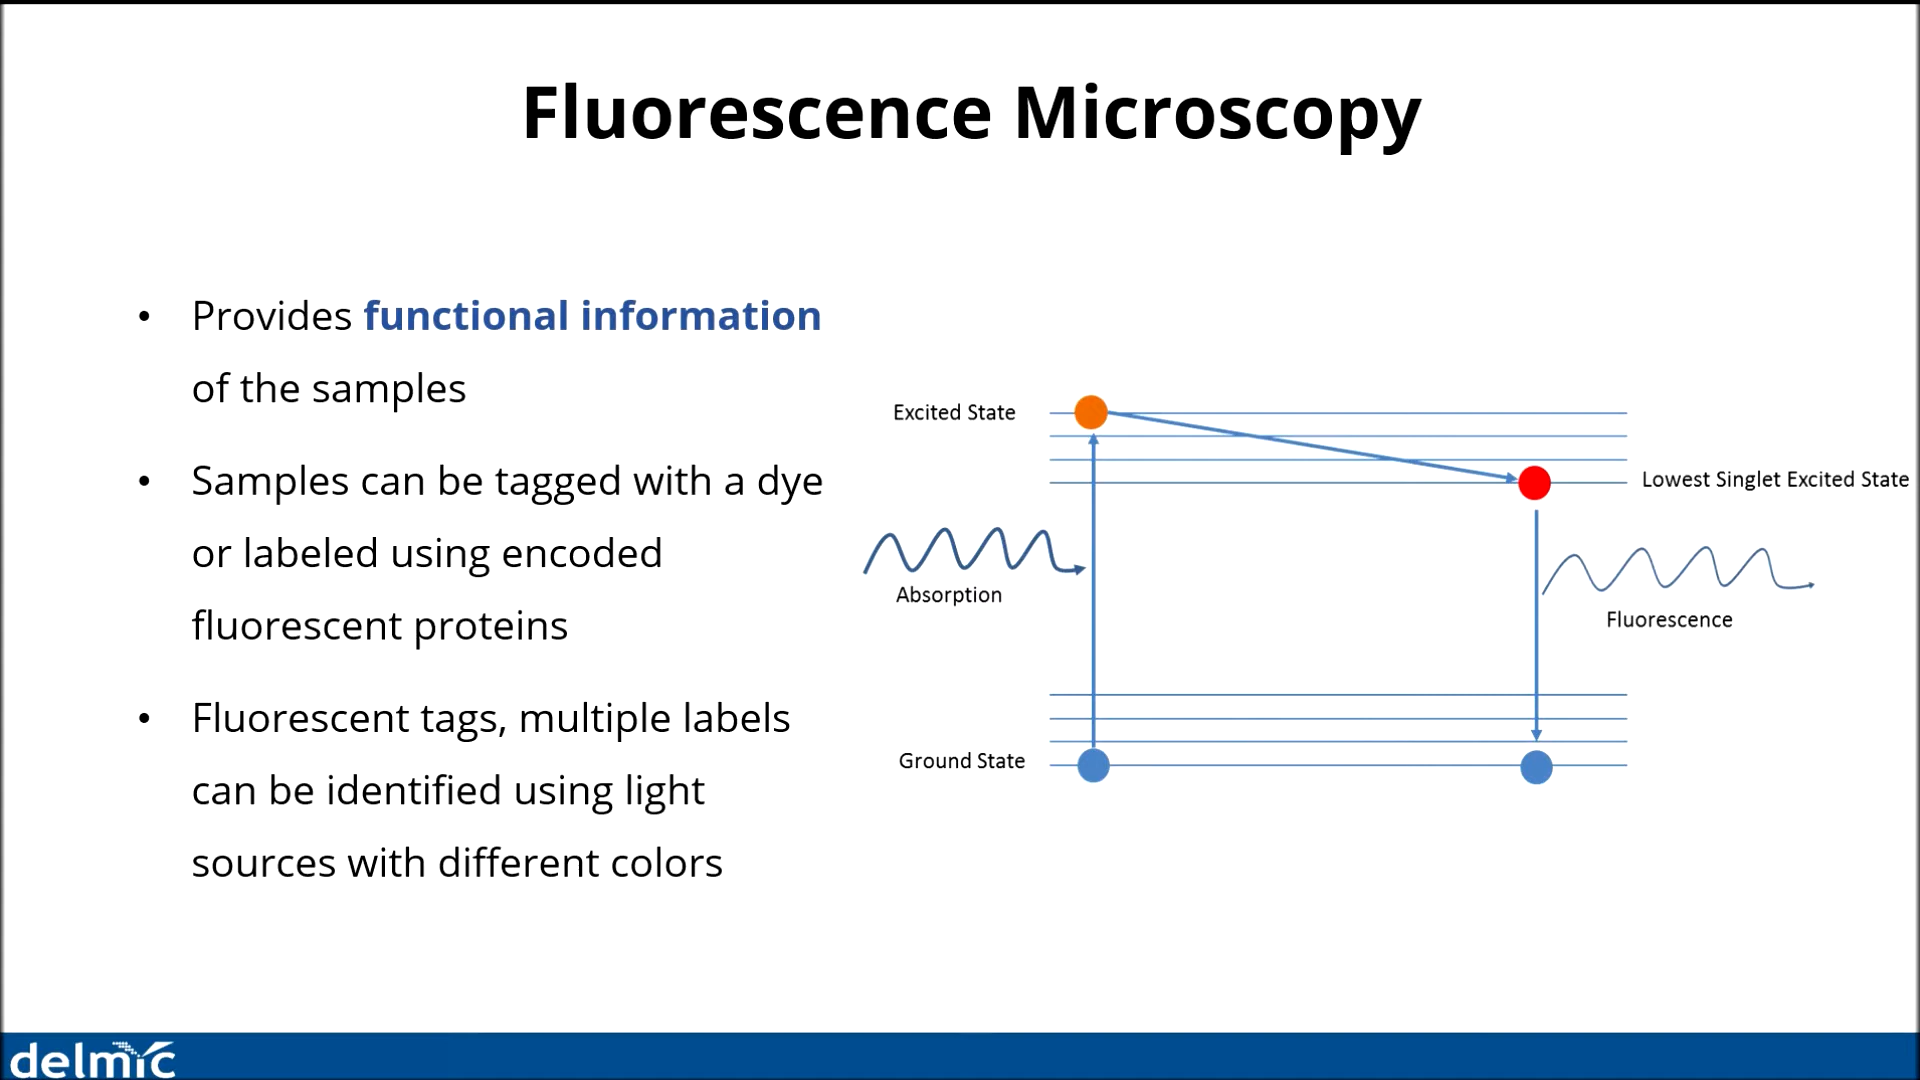 Fluorescence Microscopy
• Provides functional information
of the samples
• Samples can be tagged with a dye
or labeled using encoded
fluorescent proteins
• Fluorescent tags, multiple labels
can be identified using light
sources with different colors
Excited State
Lowest Singlet Excited State
Absorption
Fluorescence
Ground State
delmic